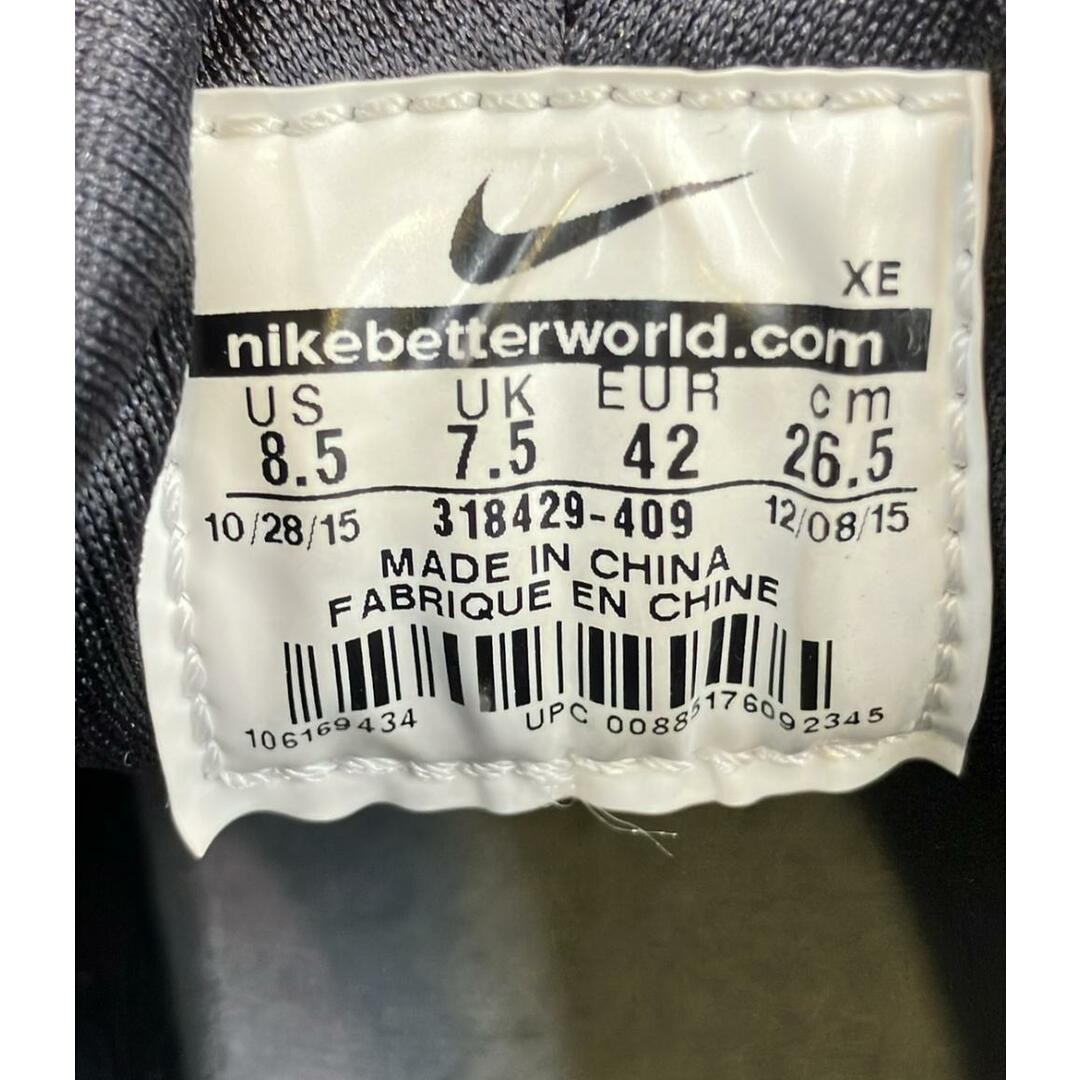 XE
nikebetterworld.com
US UK EUR cm
8.5 7.5 42 26.5
10/28/15 318429-409 12/08/15
MADE IN CHINA
FABRIQUE EN CHINE
106169434 UPC 00885176092345